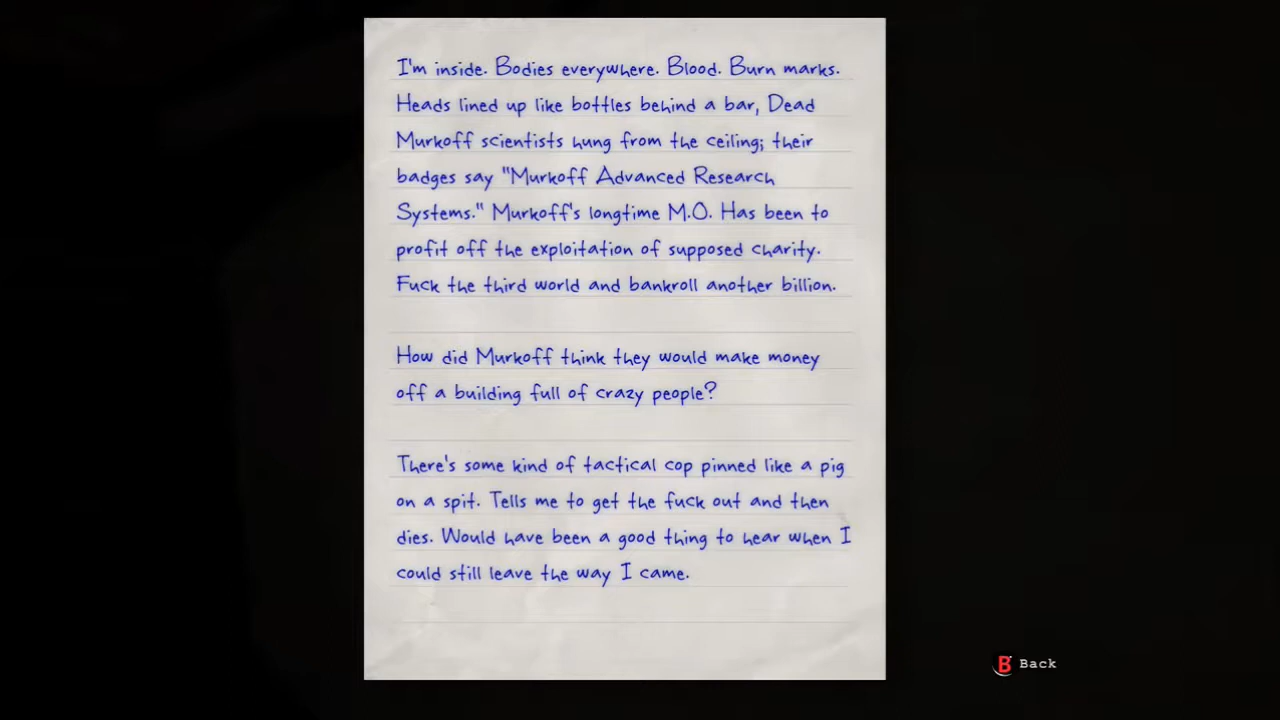 I'm inside. Bodies everywhere. Blood. Burn marks.
Heads lined up like bottles behind a bar, Dead
Murkoff scientists hung from the ceiling; their
badges say "Murkoff Advanced Research
Systems." Murkoff's longtime M.O. Has been to
profit off the exploitation of supposed charity.
Fuck the third world and bankroll another billion.
How did Murkoff think they would make money
off a building full of crazy people?
There's some kind of tactical cop pinned like a pig
on a spit. Tells me to get the fuck out and then
dies. Would have been a good thing to hear when I
could still leave the way I came.
B Back